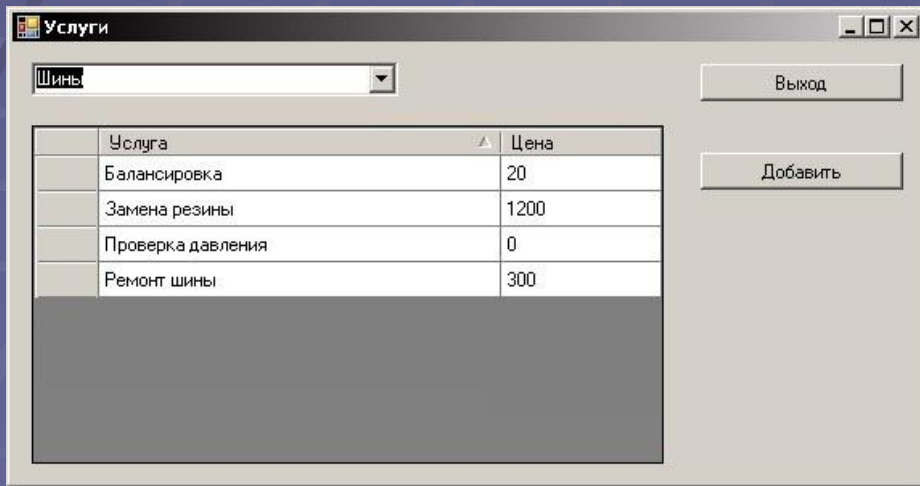 Услуги
Шины
Выход
Услуга Цена
Балансировка 20
Добавить
Замена резины 1200
Проверка давления 0
Ремонт шины 300